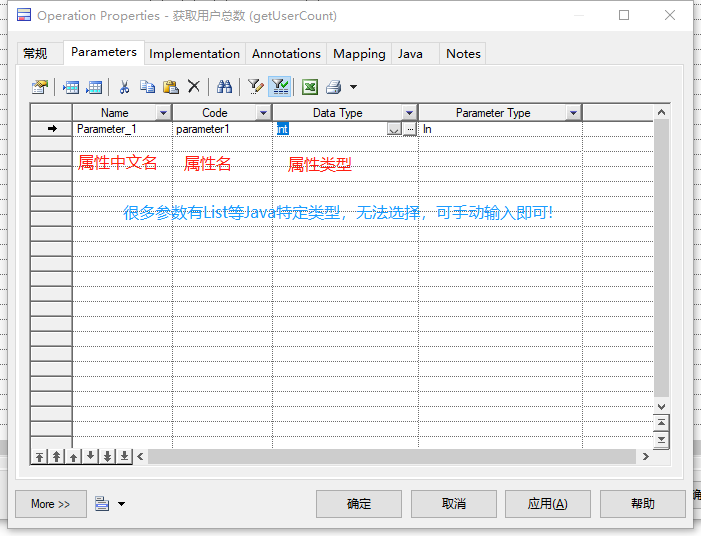 Operation Properties - 获取用户总数 (getUserCount)
常规 Parameters Implementation Annotations Mapping Java Notes
Name Code Data Type Parameter Type
Parameter_1 parameter1 int In
属性中文名 属性名 属性类型
很多参数有List等Java特定类型，无法选择，可手动输入即可!
More >> 确定 取消 应用(A) 帮助